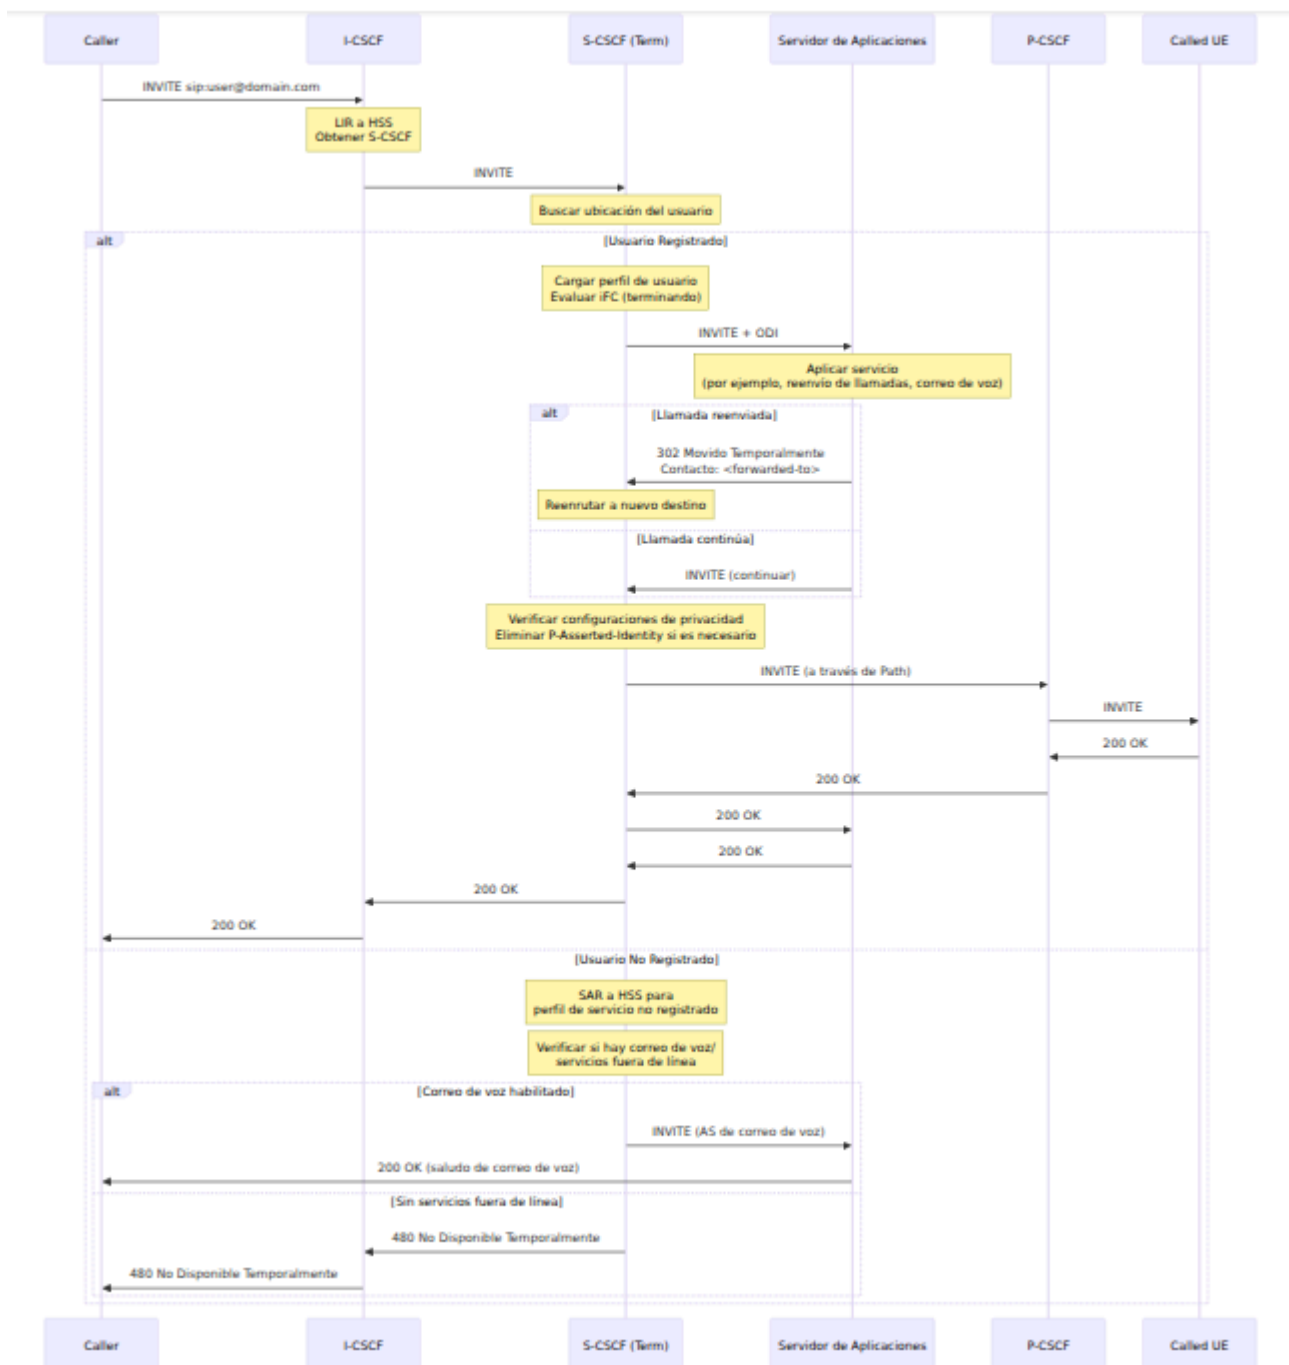 Caller
I-CSCF
S-CSCF (Term)
Servidor de Aplicaciones
P-CSCF
Called UE
INVITE sip:user@domain.com
LIR a HSS
Obtener S-CSCF
INVITE
Buscar ubicación del usuario
alt
[Usuario Registrado]
Cargar perfil de usuario
Evaluar iFC (terminando)
INVITE + ODI
Aplicar servicio
(por ejemplo, reenvío de llamadas, correo de voz)
alt
[Llamada reenviada]
302 Movido Temporalmente
Contacto: <forwarded-to>
Reenrutar a nuevo destino
[Llamada continúa]
INVITE (continuar)
Verificar configuraciones de privacidad
Eliminar P-Asserted-Identity si es necesario
INVITE (a través de Path)
INVITE
200 OK
200 OK
200 OK
200 OK
200 OK
200 OK
[Usuario No Registrado]
SAR a HSS para
perfil de servicio no registrado
Verificar si hay correo de voz/
servicios fuera de línea
alt
[Correo de voz habilitado]
INVITE (AS de correo de voz)
200 OK (saludo de correo de voz)
[Sin servicios fuera de línea]
480 No Disponible Temporalmente
480 No Disponible Temporalmente
Caller
I-CSCF
S-CSCF (Term)
Servidor de Aplicaciones
P-CSCF
Called UE